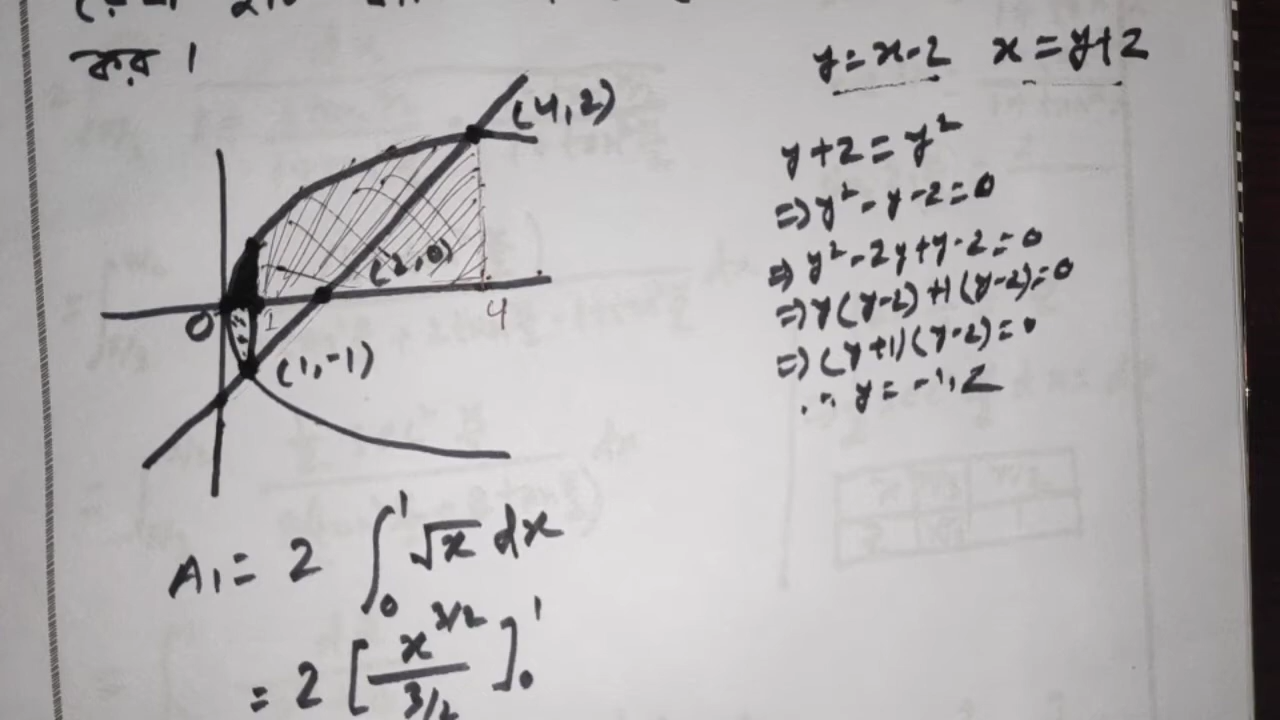 কর ।
y = x-2 x = y+2
(4,2)
y+2 = y²
⇒ y² - y - 2 = 0
⇒ y² - 2y + y - 2 = 0
(2,0)
⇒ y(y-2) +1(y-2) = 0
O 1 4
⇒ (y+1)(y-2) = 0
(1,-1)
∴ y = -1, 2
A₁ = 2 ∫₀¹ √x dx
= 2 [ x^3/2 / 3/2 ]₀¹